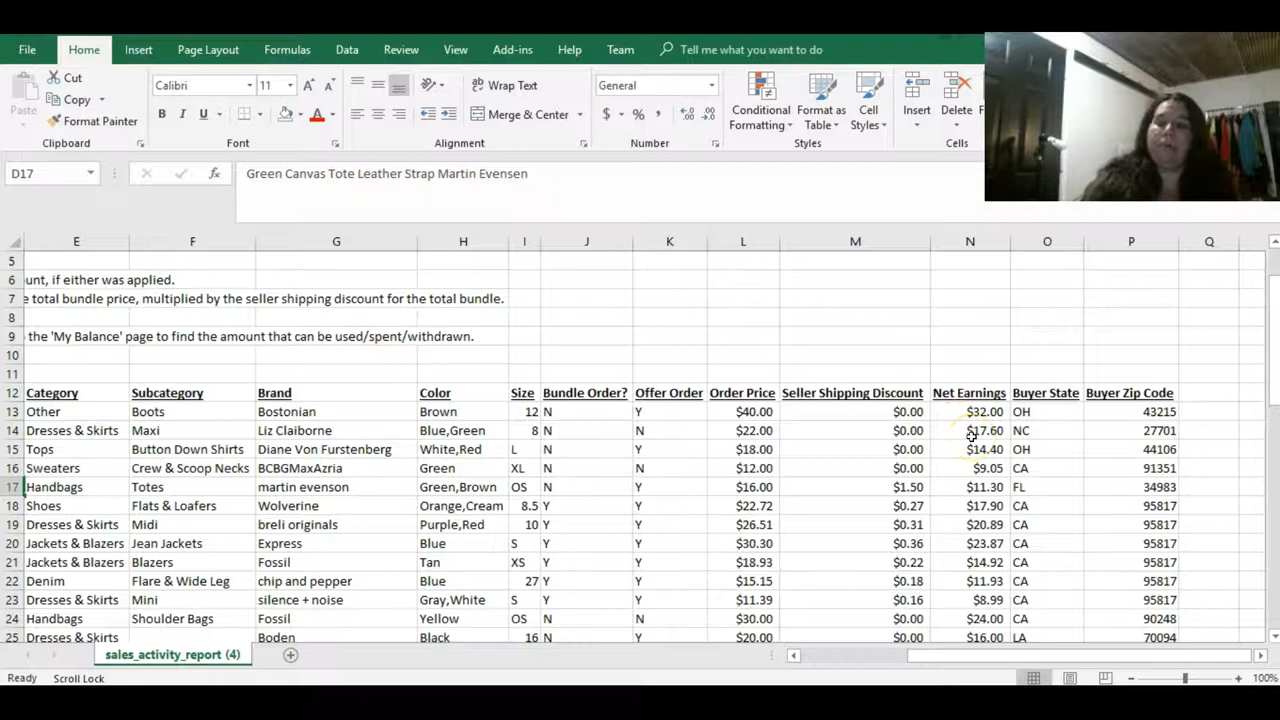 File Home Insert Page Layout Formulas Data Review View Add-ins Help Team Tell me what you want to do
Paste
Cut
Copy
Format Painter
Clipboard
Calibri 11 A A
B I U A
Font
Wrap Text
Merge & Center
Alignment
General
$ % ,
Number
Conditional Formatting
Format as Table
Cell Styles
Styles
Insert
Delete
Cells
D17 fx Green Canvas Tote Leather Strap Martin Evensen
E F G H I J K L M N O P Q
5
6 unt, if either was applied.
7 e total bundle price, multiplied by the seller shipping discount for the total bundle.
8
9 the 'My Balance' page to find the amount that can be used/spent/withdrawn.
10
11
12 Category Subcategory Brand Color Size Bundle Order? Offer Order Order Price Seller Shipping Discount Net Earnings Buyer State Buyer Zip Code
13 Other Boots Bostonian Brown 12 N Y $40.00 $0.00 $32.00 OH 43215
14 Dresses & Skirts Maxi Liz Claiborne Blue,Green 8 N Y $22.00 $0.00 $17.60 NC 27701
15 Tops Button Down Shirts Diane Von Furstenberg White,Red L N Y $18.00 $0.00 $14.40 OH 44106
16 Sweaters Crew & Scoop Necks BCBGMaxAzria Green XL N N $12.00 $0.00 $9.05 CA 91351
17 Handbags Totes martin evenson Green,Brown OS N Y $16.00 $1.50 $11.30 FL 34983
18 Shoes Flats & Loafers Wolverine Orange,Cream 8.5 Y Y $22.72 $0.27 $17.90 CA 95817
19 Dresses & Skirts Midi breli originals Purple,Red 10 Y Y $26.51 $0.31 $20.89 CA 95817
20 Jackets & Blazers Jean Jackets Express Blue S Y Y $30.30 $0.36 $23.87 CA 95817
21 Jackets & Blazers Blazers Fossil Tan XS Y Y $18.93 $0.22 $14.92 CA 95817
22 Denim Flare & Wide Leg chip and pepper Blue 27 Y Y $15.15 $0.18 $11.93 CA 95817
23 Dresses & Skirts Mini silence + noise Gray,White S Y Y $11.39 $0.16 $8.99 CA 95817
24 Handbags Shoulder Bags Fossil Yellow OS N N $30.00 $0.00 $24.00 CA 90248
25 Dresses & Skirts Boden Black 16 N Y $20.00 $0.00 $16.00 LA 70094
sales_activity_report (4)
Ready Scroll Lock 100%